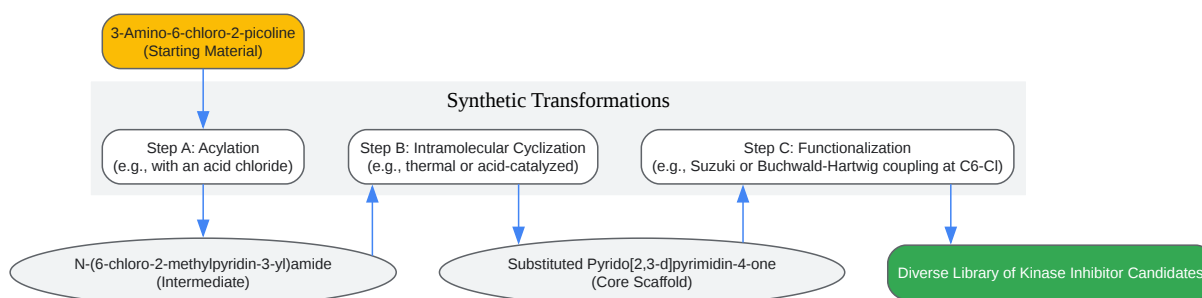 3-Amino-6-chloro-2-picoline
(Starting Material)
Synthetic Transformations
Step A: Acylation
(e.g., with an acid chloride)
Step B: Intramolecular Cyclization
(e.g., thermal or acid-catalyzed)
Step C: Functionalization
(e.g., Suzuki or Buchwald-Hartwig coupling at C6-Cl)
N-(6-chloro-2-methylpyridin-3-yl)amide
(Intermediate)
Substituted Pyrido[2,3-d]pyrimidin-4-one
(Core Scaffold)
Diverse Library of Kinase Inhibitor Candidates